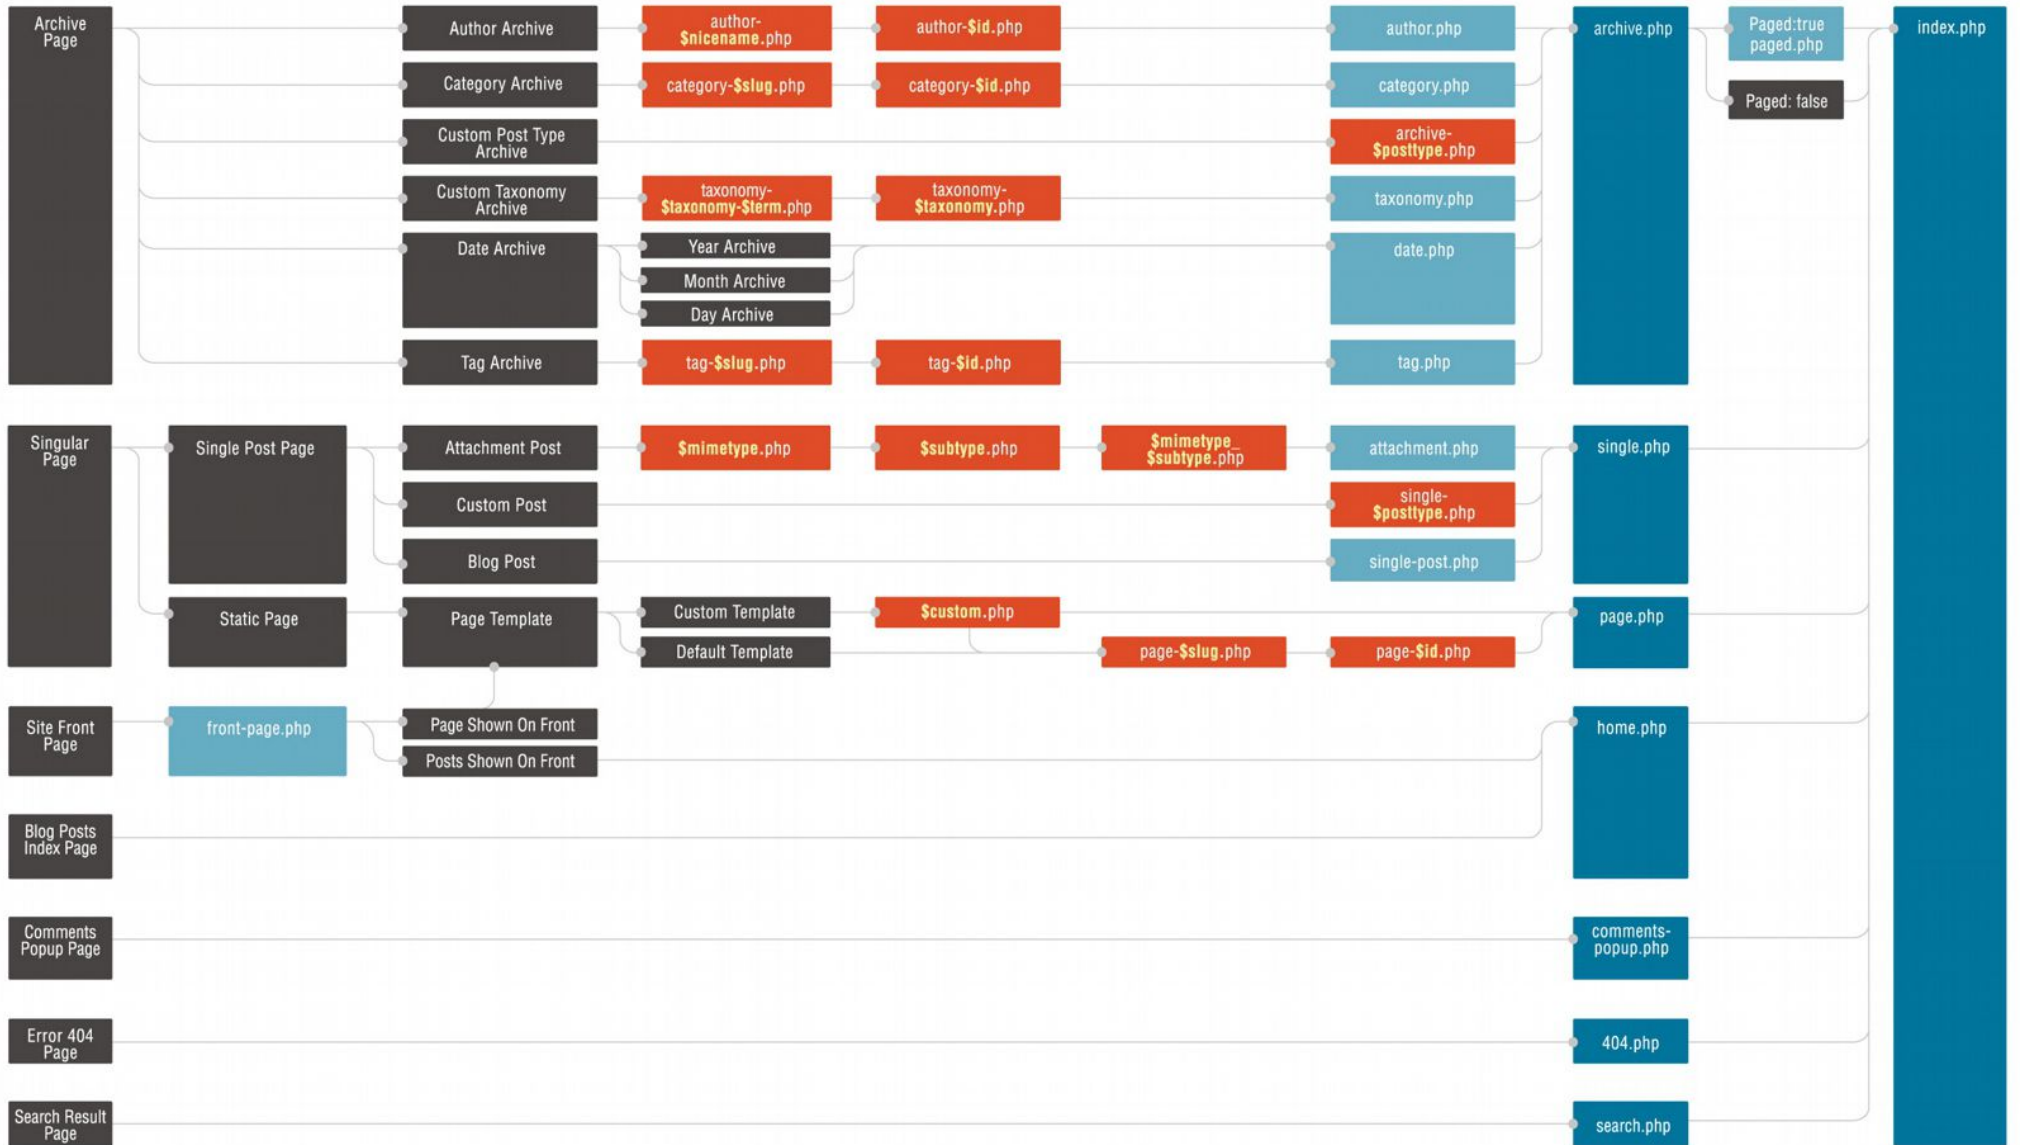 Archive
Page
Author Archive
author-
$nicename.php
author-$id.php
author.php
archive.php
Paged:true
paged.php
index.php
Category Archive
category-$slug.php
category-$id.php
category.php
Paged: false
Custom Post Type
Archive
archive-
$posttype.php
Custom Taxonomy
Archive
taxonomy-
$taxonomy-$term.php
taxonomy-
$taxonomy.php
taxonomy.php
Date Archive
Year Archive
Month Archive
Day Archive
date.php
Tag Archive
tag-$slug.php
tag-$id.php
tag.php
Singular
Page
Single Post Page
Attachment Post
$mimetype.php
$subtype.php
$mimetype_
$subtype.php
attachment.php
single.php
Custom Post
single-
$posttype.php
Blog Post
single-post.php
Static Page
Page Template
Custom Template
$custom.php
page.php
Default Template
page-$slug.php
page-$id.php
Site Front
Page
front-page.php
Page Shown On Front
Posts Shown On Front
home.php
Blog Posts
Index Page
Comments
Popup Page
comments-
popup.php
Error 404
Page
404.php
Search Result
Page
search.php